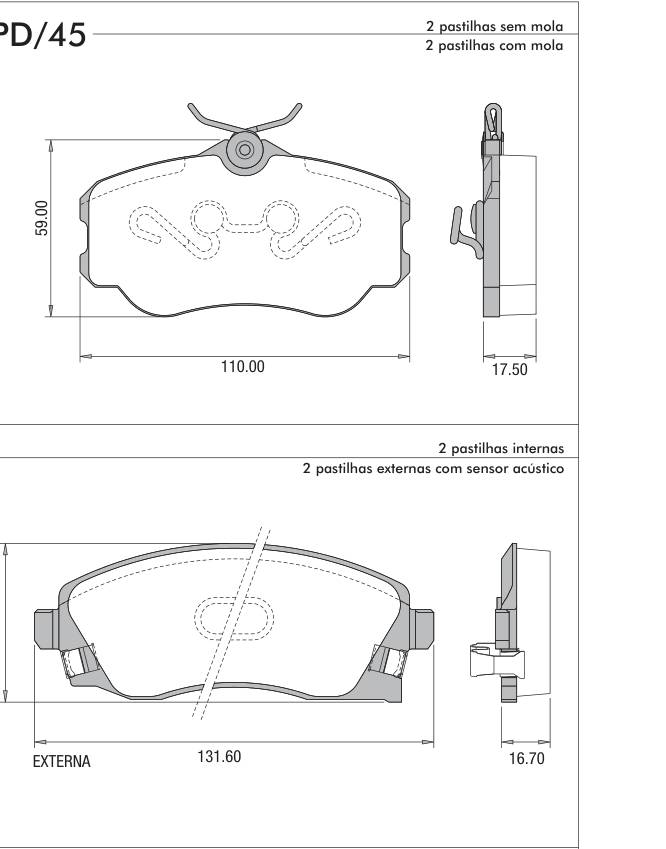 PD/45
2 pastilhas sem mola
2 pastilhas com mola
59.00
110.00
17.50
2 pastilhas internas
2 pastilhas externas com sensor acústico
EXTERNA
131.60
16.70